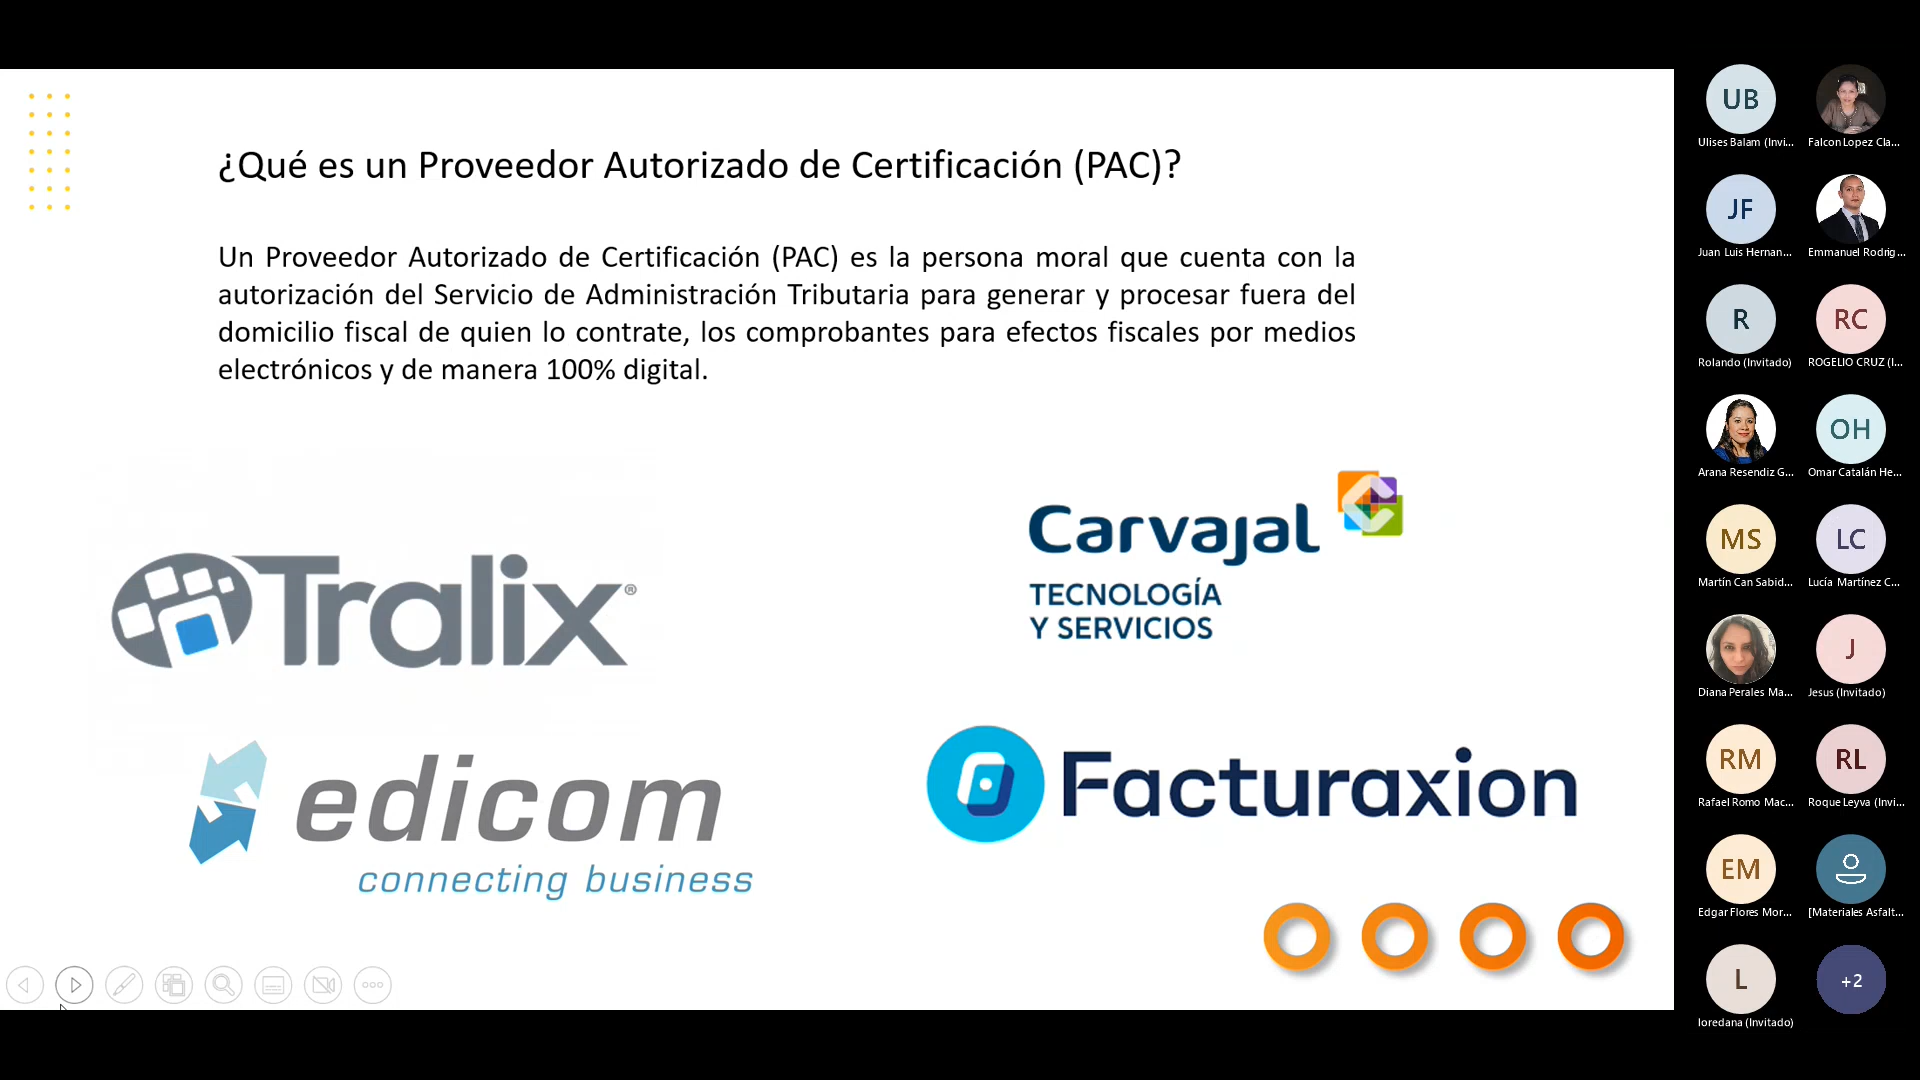 ¿Qué es un Proveedor Autorizado de Certificación (PAC)?
Un Proveedor Autorizado de Certificación (PAC) es la persona moral que cuenta con la
autorización del Servicio de Administración Tributaria para generar y procesar fuera del
domicilio fiscal de quien lo contrate, los comprobantes para efectos fiscales por medios
electrónicos y de manera 100% digital.
Tralix®
Carvajal
TECNOLOGÍA
Y SERVICIOS
edicom
connecting business
Facturaxion
UB
Ulises Balam (Invi...
Falcon Lopez Cla...
JF
Juan Luis Hernan...
Emmanuel Rodrig...
R
Rolando (Invitado)
RC
ROGELIO CRUZ (I...
Arana Resendiz G...
OH
Omar Catalán He...
MS
Martín Can Sabid...
LC
Lucía Martínez C...
Diana Perales Ma...
J
Jesus (Invitado)
RM
Rafael Romo Mac...
RL
Roque Leyva (Invi...
EM
Edgar Flores Mor...
[Materiales Asfalt...
L
loredana (Invitado)
+2